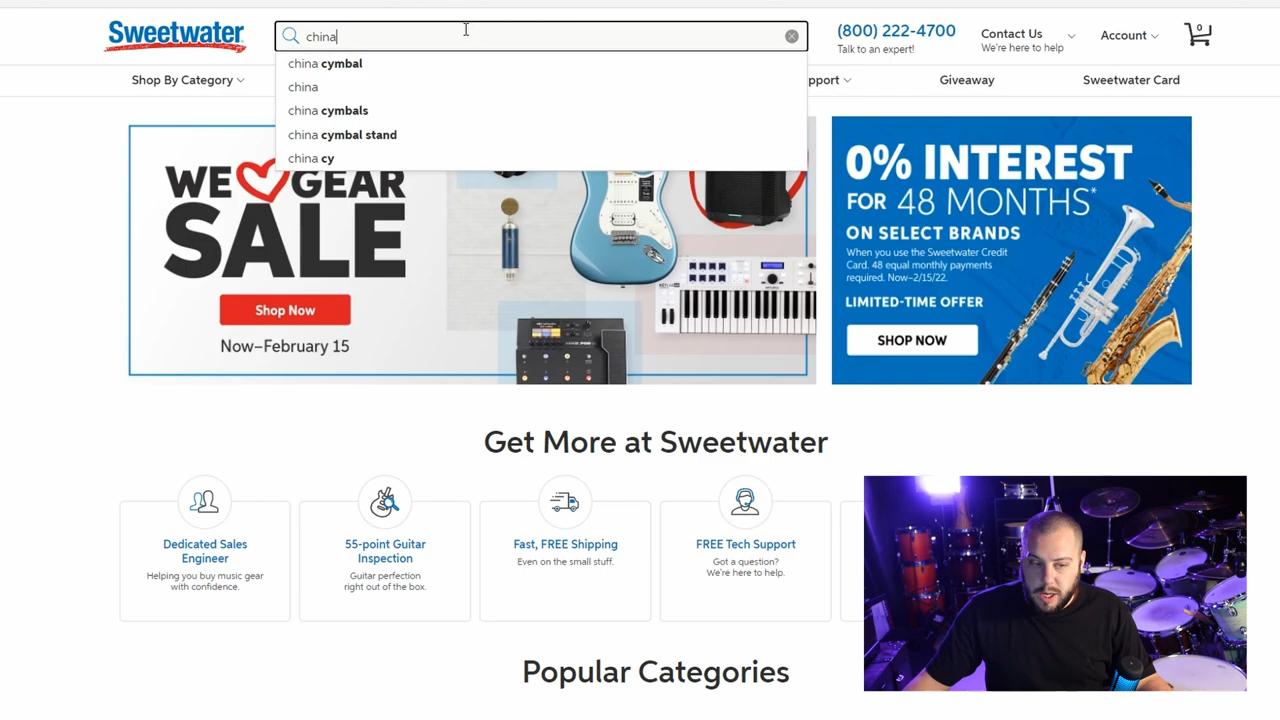 Sweetwater
china
(800) 222-4700
Talk to an expert!
Contact Us
We're here to help
Account
0
Shop By Category
pport
Giveaway
Sweetwater Card
china cymbal
china
china cymbals
china cymbal stand
china cy
WE GEAR
SALE
Shop Now
Now–February 15
0% INTEREST
FOR 48 MONTHS*
ON SELECT BRANDS
When you use the Sweetwater Credit
Card. 48 equal monthly payments
required. Now–2/15/22.
LIMITED-TIME OFFER
SHOP NOW
Get More at Sweetwater
Dedicated Sales
Engineer
Helping you buy music gear
with confidence.
55-point Guitar
Inspection
Guitar perfection
right out of the box.
Fast, FREE Shipping
Even on the small stuff.
FREE Tech Support
Got a question?
We're here to help.
Popular Categories